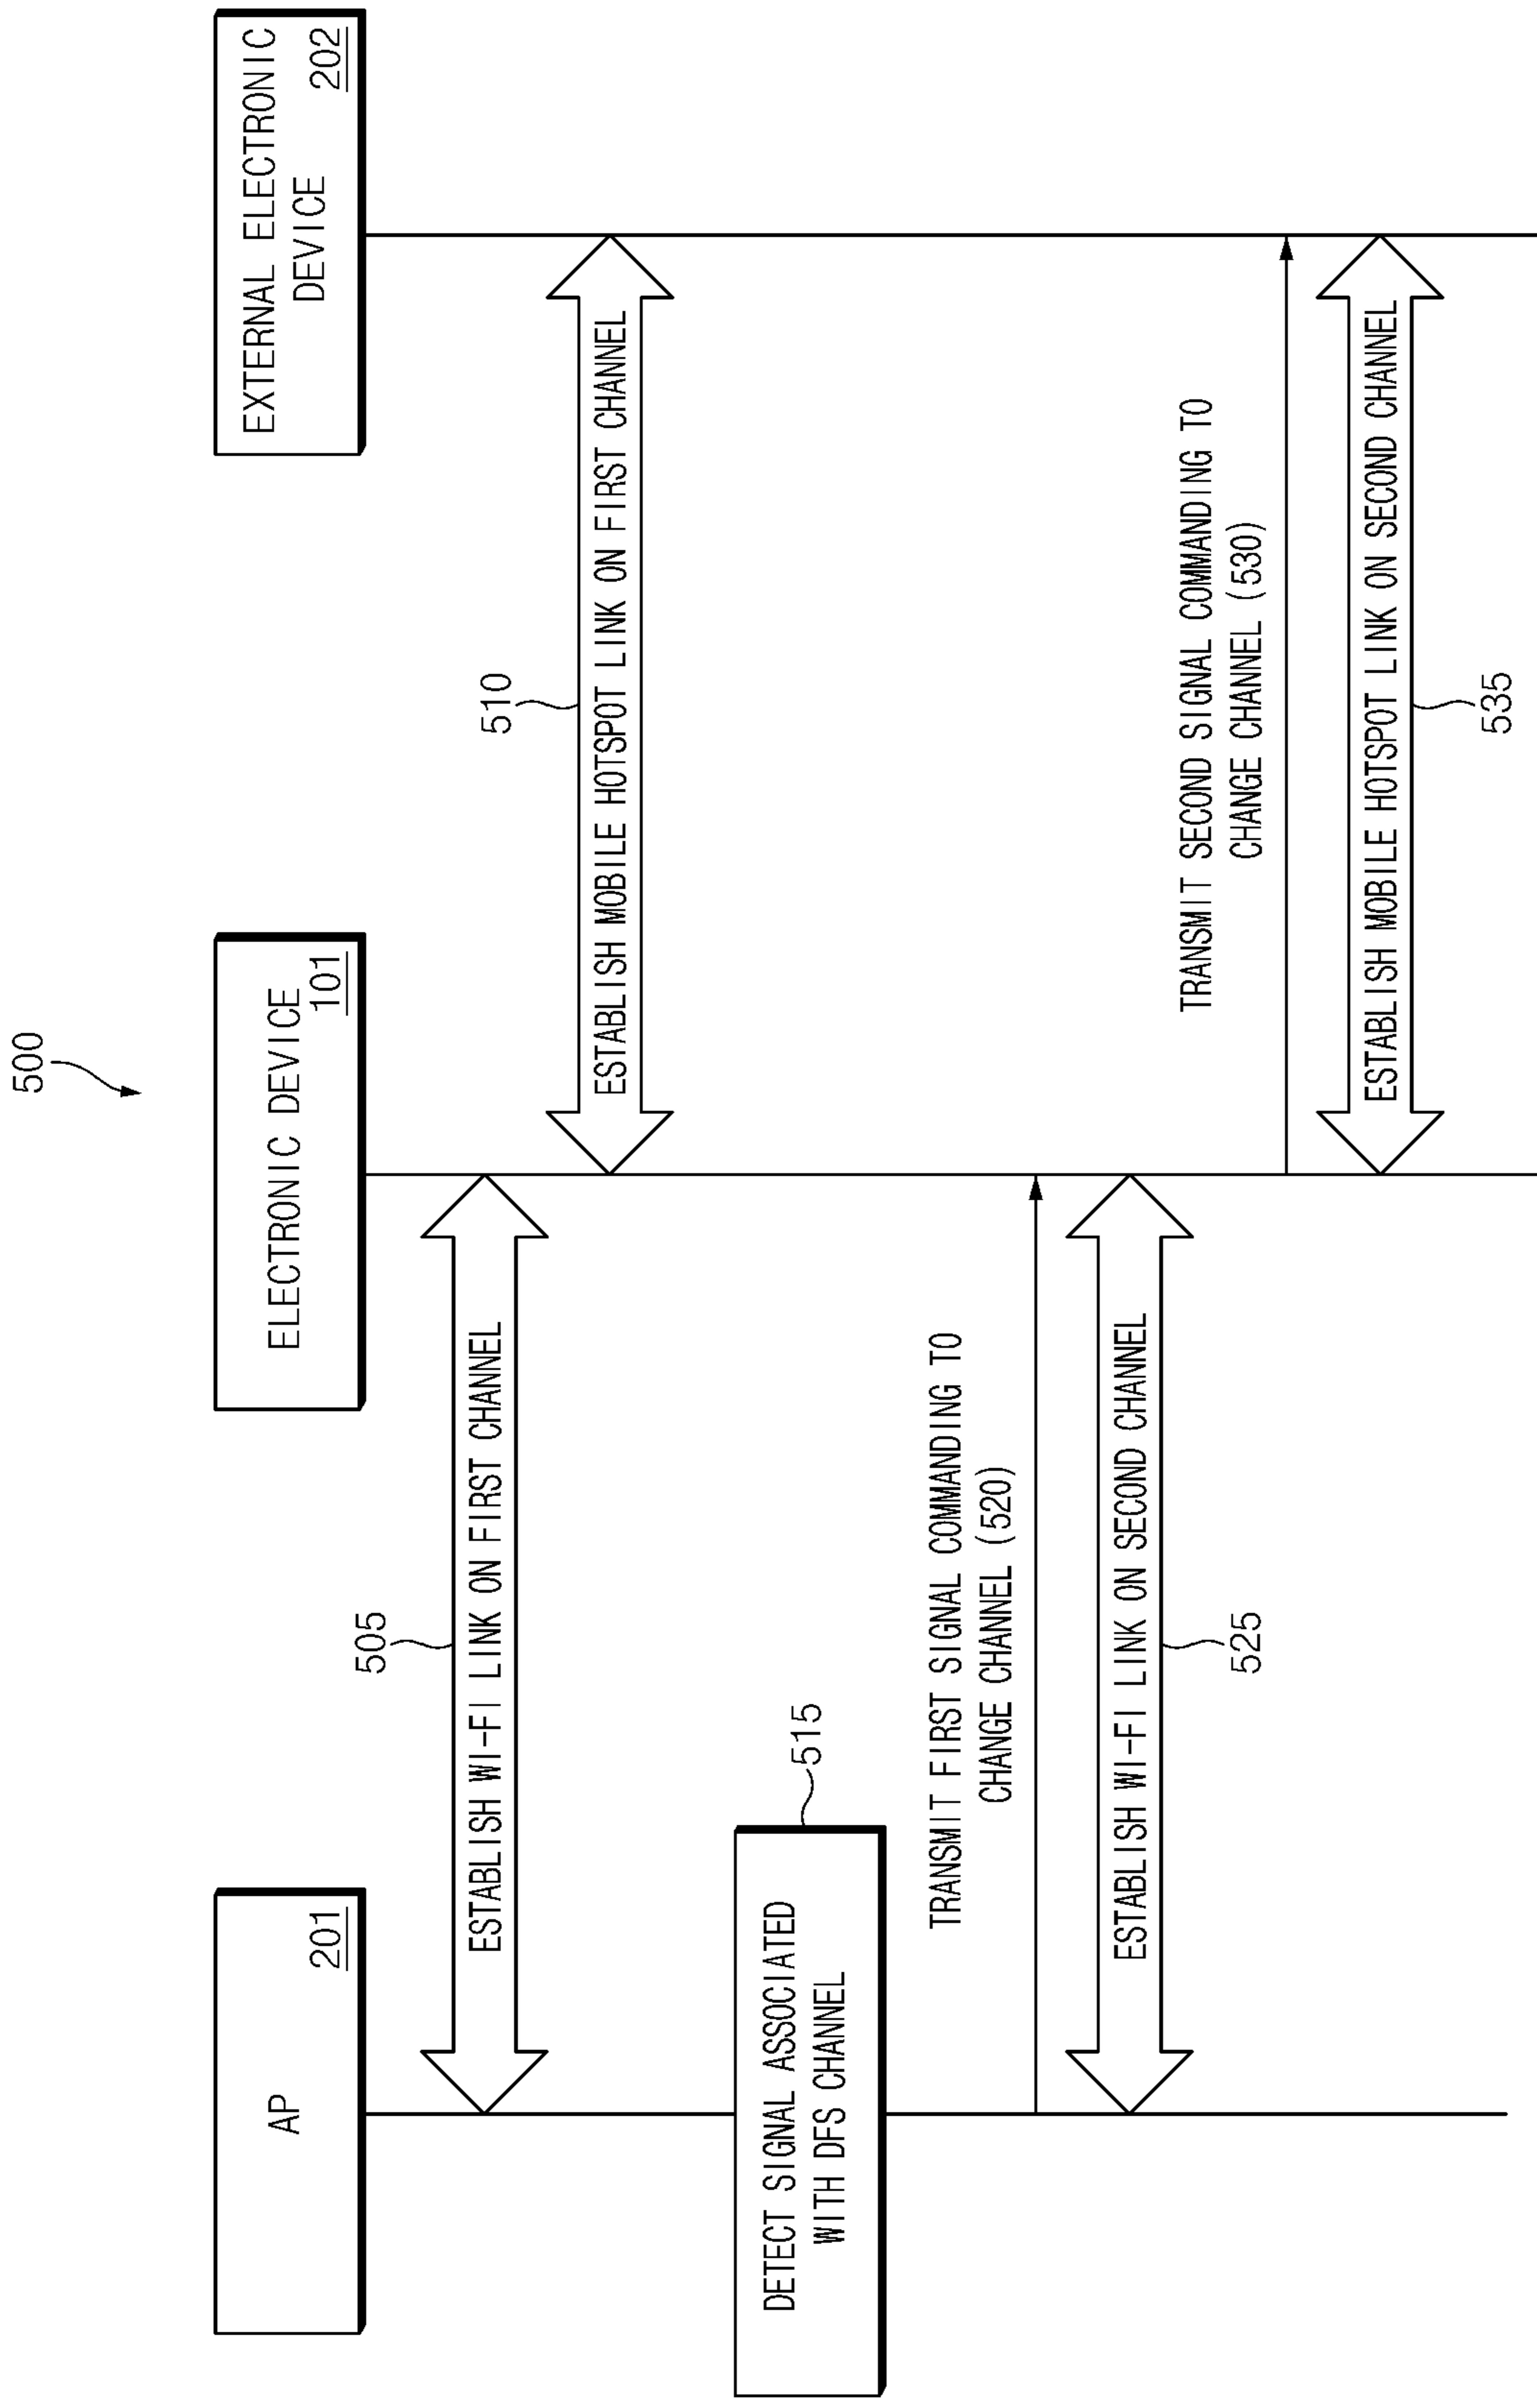 500
AP
201
ELECTRONIC DEVICE
101
EXTERNAL ELECTRONIC
DEVICE
202
505
ESTABLISH WI-FI LINK ON FIRST CHANNEL
510
ESTABLISH MOBILE HOTSPOT LINK ON FIRST CHANNEL
515
DETECT SIGNAL ASSOCIATED
WITH DFS CHANNEL
TRANSMIT FIRST SIGNAL COMMANDING TO
CHANGE CHANNEL (520)
ESTABLISH WI-FI LINK ON SECOND CHANNEL
525
TRANSMIT SECOND SIGNAL COMMANDING TO
CHANGE CHANNEL (530)
ESTABLISH MOBILE HOTSPOT LINK ON SECOND CHANNEL
535